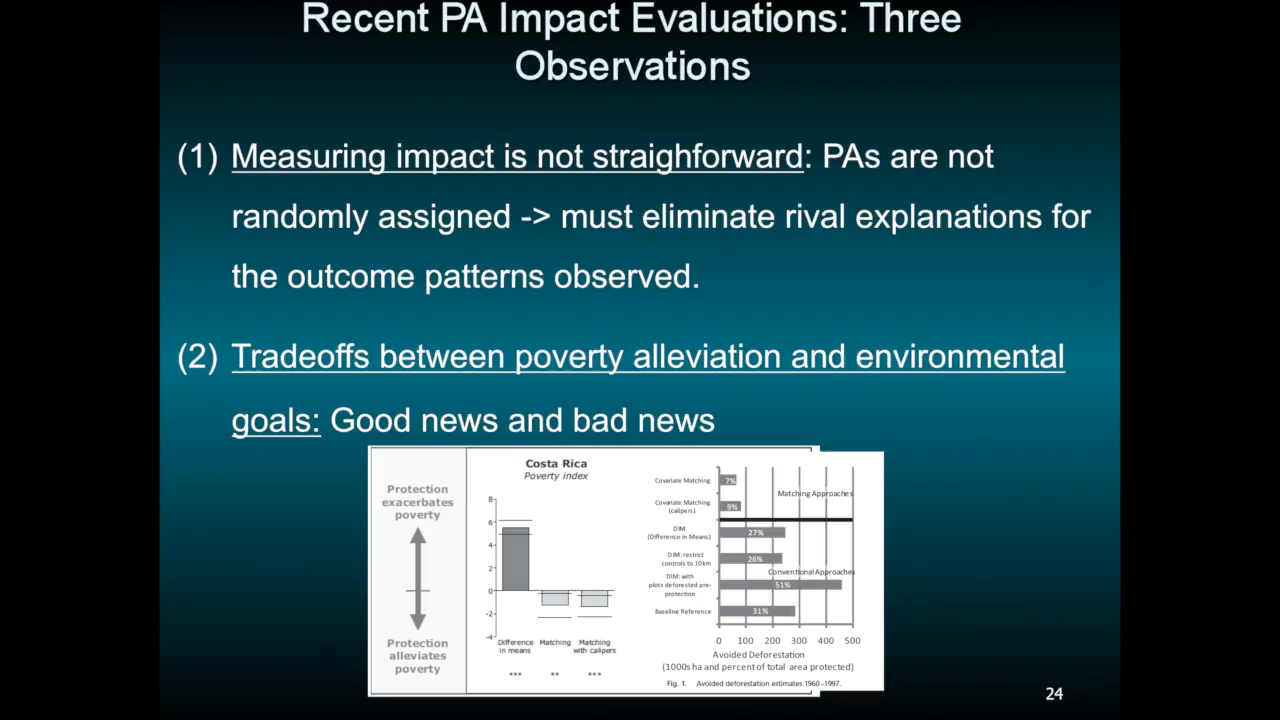 Recent PA Impact Evaluations: Three
Observations
(1) Measuring impact is not straighforward: PAs are not
randomly assigned -> must eliminate rival explanations for
the outcome patterns observed.
(2) Tradeoffs between poverty alleviation and environmental
goals: Good news and bad news
Protection
exacerbates
poverty
Protection
alleviates
poverty
Costa Rica
Poverty index
8
6
4
2
0
-2
-4
Difference
in means
Matching
Matching
with calipers
***
**
***
Covariate Matching
7%
Matching Approaches
Covariate Matching
(calipers)
9%
DIM
(Difference in Means)
27%
DIM: restrict
controls to 10km
26%
Conventional Approaches
DIM: with
plots deforested pre-
protection
51%
Baseline Reference
31%
0 100 200 300 400 500
Avoided Deforestation
(1000s ha and percent of total area protected)
Fig. 1. Avoided deforestation estimates 1960–1997.
24